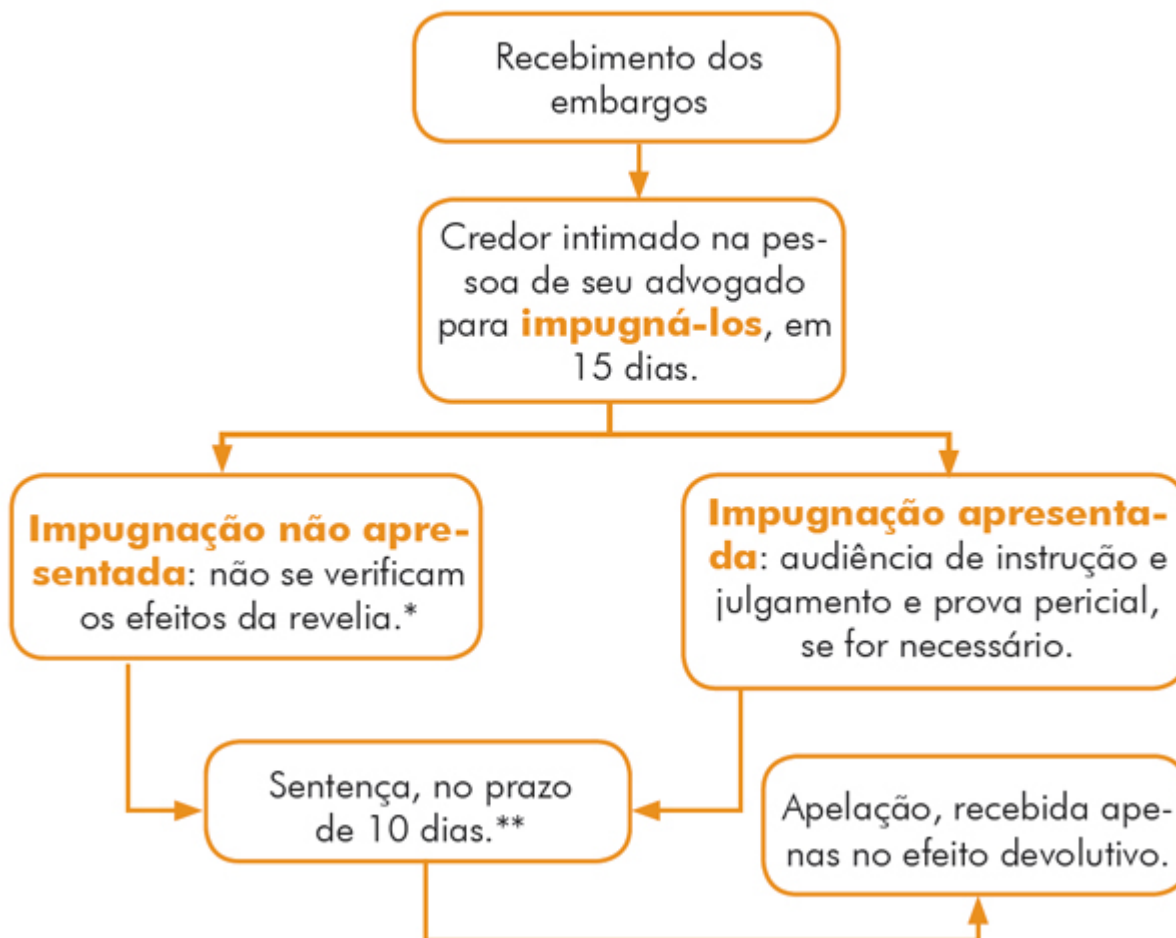 Recebimento dos
embargos
Credor intimado na pes-
soa de seu advogado
para impugná-los, em
15 dias.
Impugnação não apre-
sentada: não se verificam
os efeitos da revelia.*
Impugnação apresenta-
da: audiência de instrução e
julgamento e prova pericial,
se for necessário.
Sentença, no prazo
de 10 dias.**
Apelação, recebida ape-
nas no efeito devolutivo.